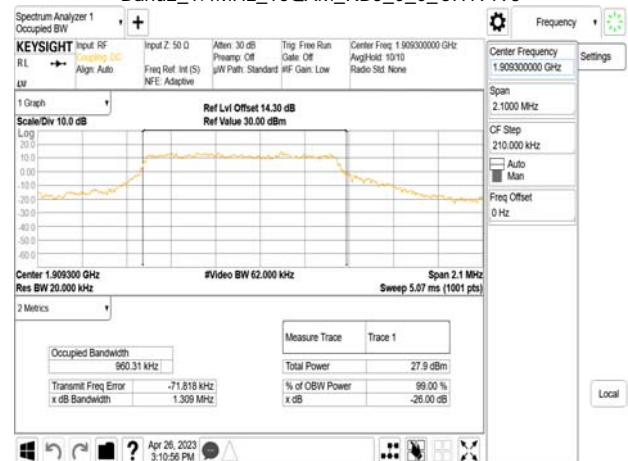 Spectrum Analyzer 1
Occupied BW
Frequency
KEYSIGHT
Input: RF
Coupling: DC
Align: Auto
Input Z: 50 Ω
Freq Ref: Int (S)
NFE: Adaptive
Atten: 30 dB
Preamp: Off
µW Path: Standard
Trig: Free Run
Gate: Off
#IF Gain: Low
Center Freq: 1.909300000 GHz
Avg|Hold: 10/10
Radio Std: None
RL
Center Frequency
1.909300000 GHz
Settings
Span
2.1000 MHz
CF Step
210.000 kHz
Auto
Man
Freq Offset
0 Hz
1 Graph
Scale/Div 10.0 dB
Ref Lvl Offset 14.30 dB
Ref Value 30.00 dBm
Log
20.0
10.0
0.00
-10.0
-20.0
-30.0
-40.0
-50.0
-60.0
Center 1.909300 GHz
Res BW 20.000 kHz
#Video BW 62.000 kHz
Span 2.1 MHz
Sweep 5.07 ms (1001 pts)
2 Metrics
Measure Trace
Trace 1
Occupied Bandwidth
960.31 kHz
Total Power
27.9 dBm
Transmit Freq Error
-71.818 kHz
% of OBW Power
99.00 %
x dB Bandwidth
1.309 MHz
x dB
-26.00 dB
Local
Apr 26, 2023
3:10:56 PM